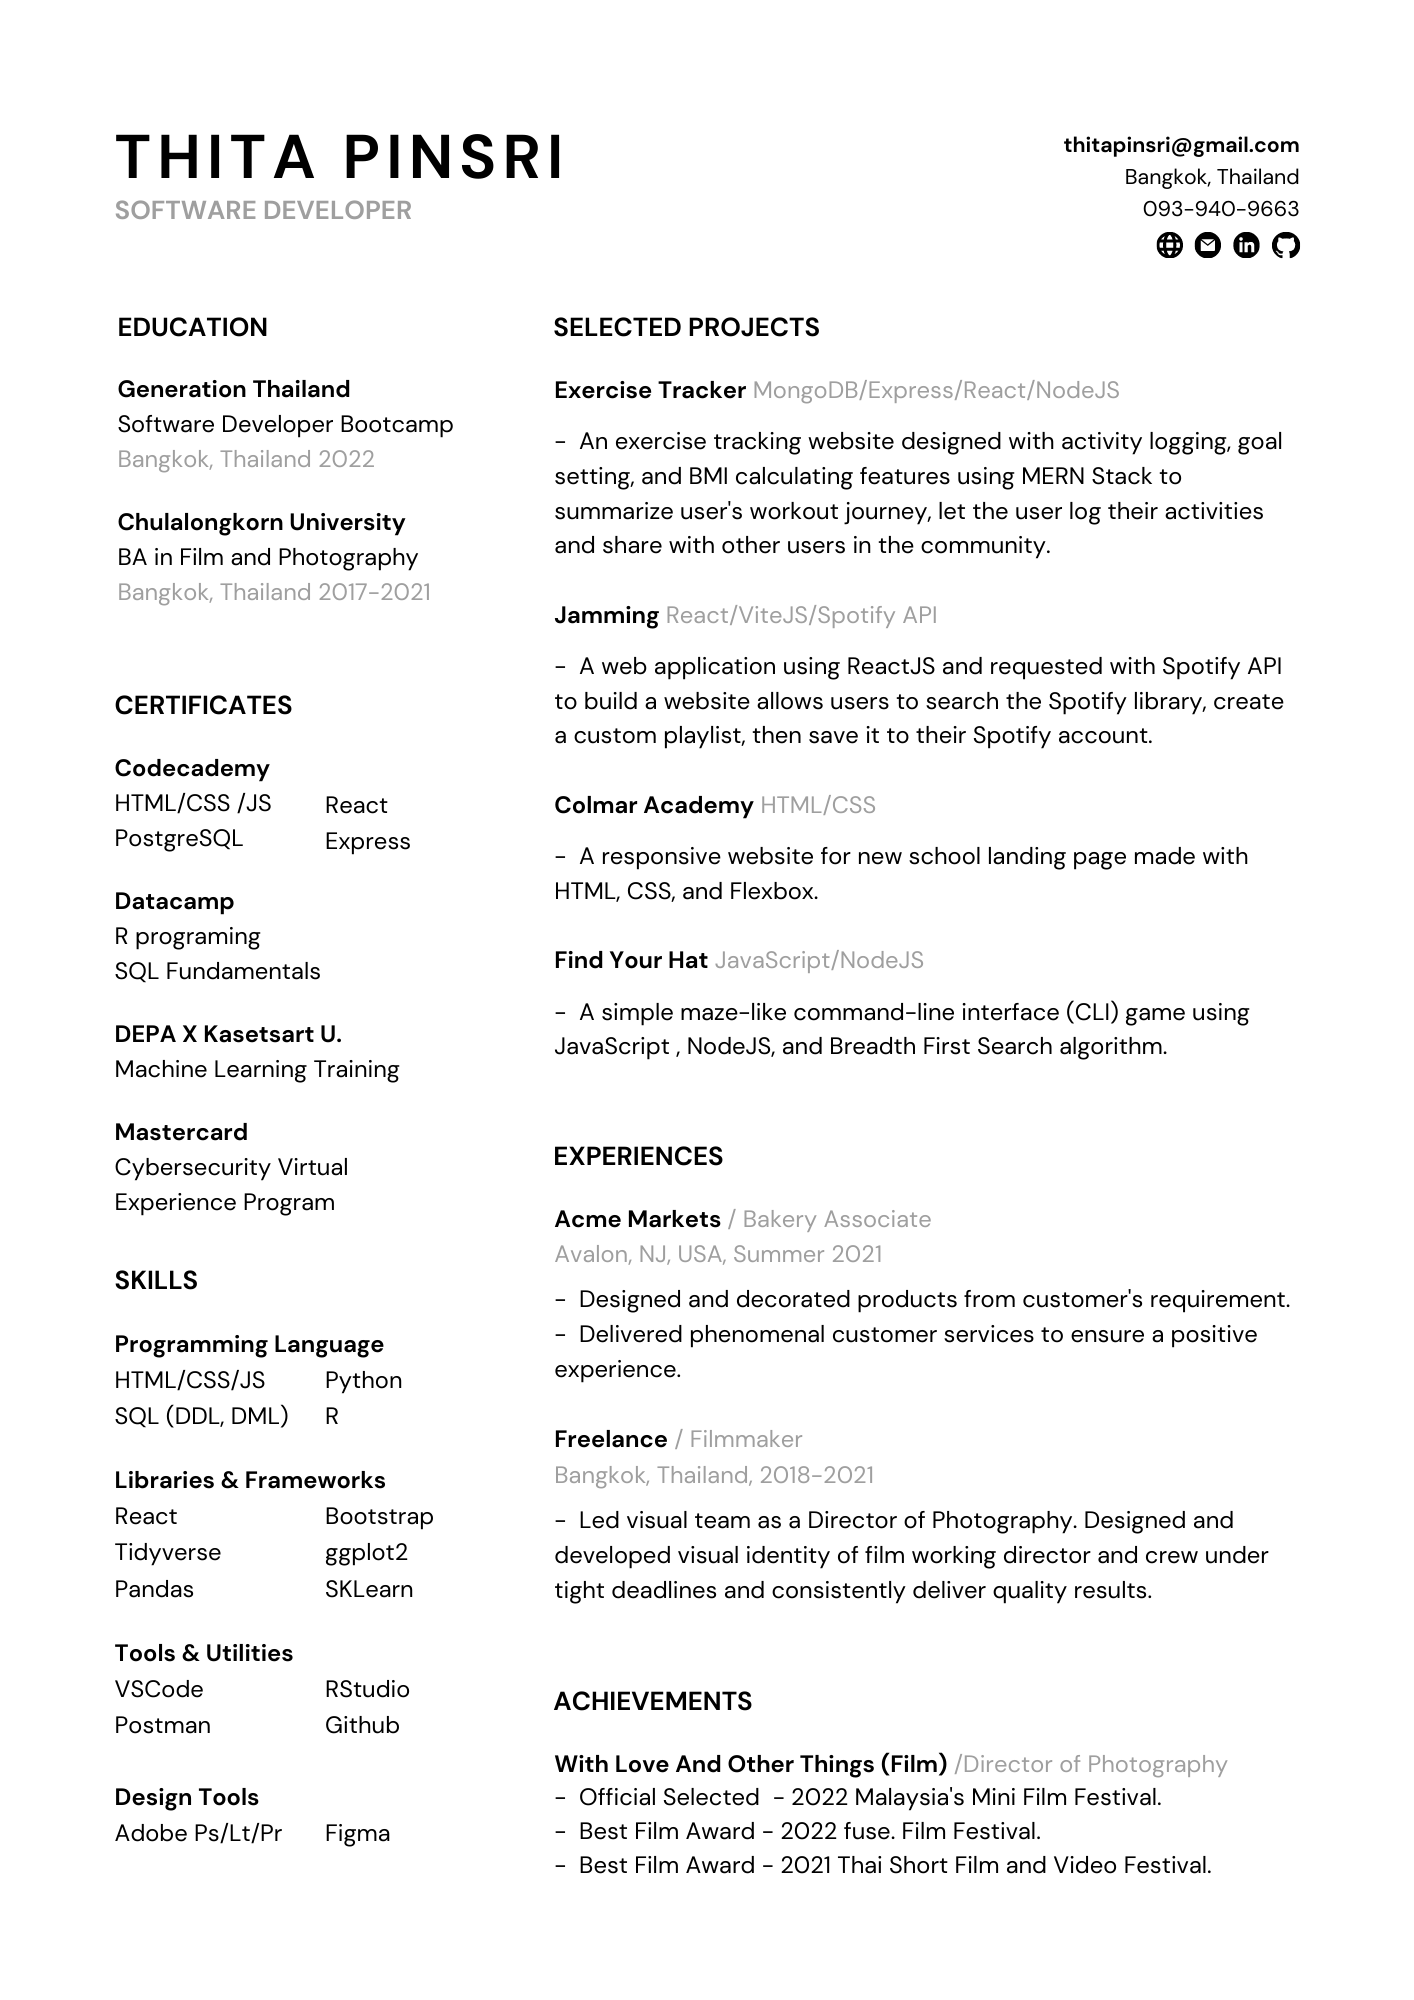 THITA PINSRI
SOFTWARE DEVELOPER
thitapinsri@gmail.com
Bangkok, Thailand
093-940-9663
EDUCATION
Generation Thailand
Software Developer Bootcamp
Bangkok, Thailand 2022
Chulalongkorn University
BA in Film and Photography
Bangkok, Thailand 2017-2021
CERTIFICATES
Codecademy
HTML/CSS /JS React
PostgreSQL Express
Datacamp
R programing
SQL Fundamentals
DEPA X Kasetsart U.
Machine Learning Training
Mastercard
Cybersecurity Virtual
Experience Program
SKILLS
Programming Language
HTML/CSS/JS Python
SQL (DDL, DML) R
Libraries & Frameworks
React Bootstrap
Tidyverse ggplot2
Pandas SKLearn
Tools & Utilities
VSCode RStudio
Postman Github
Design Tools
Adobe Ps/Lt/Pr Figma
SELECTED PROJECTS
Exercise Tracker MongoDB/Express/React/NodeJS
- An exercise tracking website designed with activity logging, goal
setting, and BMI calculating features using MERN Stack to
summarize user's workout journey, let the user log their activities
and share with other users in the community.
Jamming React/ViteJS/Spotify API
- A web application using ReactJS and requested with Spotify API
to build a website allows users to search the Spotify library, create
a custom playlist, then save it to their Spotify account.
Colmar Academy HTML/CSS
- A responsive website for new school landing page made with
HTML, CSS, and Flexbox.
Find Your Hat JavaScript/NodeJS
- A simple maze-like command-line interface (CLI) game using
JavaScript , NodeJS, and Breadth First Search algorithm.
EXPERIENCES
Acme Markets / Bakery Associate
Avalon, NJ, USA, Summer 2021
- Designed and decorated products from customer's requirement.
- Delivered phenomenal customer services to ensure a positive
experience.
Freelance / Filmmaker
Bangkok, Thailand, 2018-2021
- Led visual team as a Director of Photography. Designed and
developed visual identity of film working director and crew under
tight deadlines and consistently deliver quality results.
ACHIEVEMENTS
With Love And Other Things (Film) /Director of Photography
- Official Selected - 2022 Malaysia's Mini Film Festival.
- Best Film Award - 2022 fuse. Film Festival.
- Best Film Award - 2021 Thai Short Film and Video Festival.